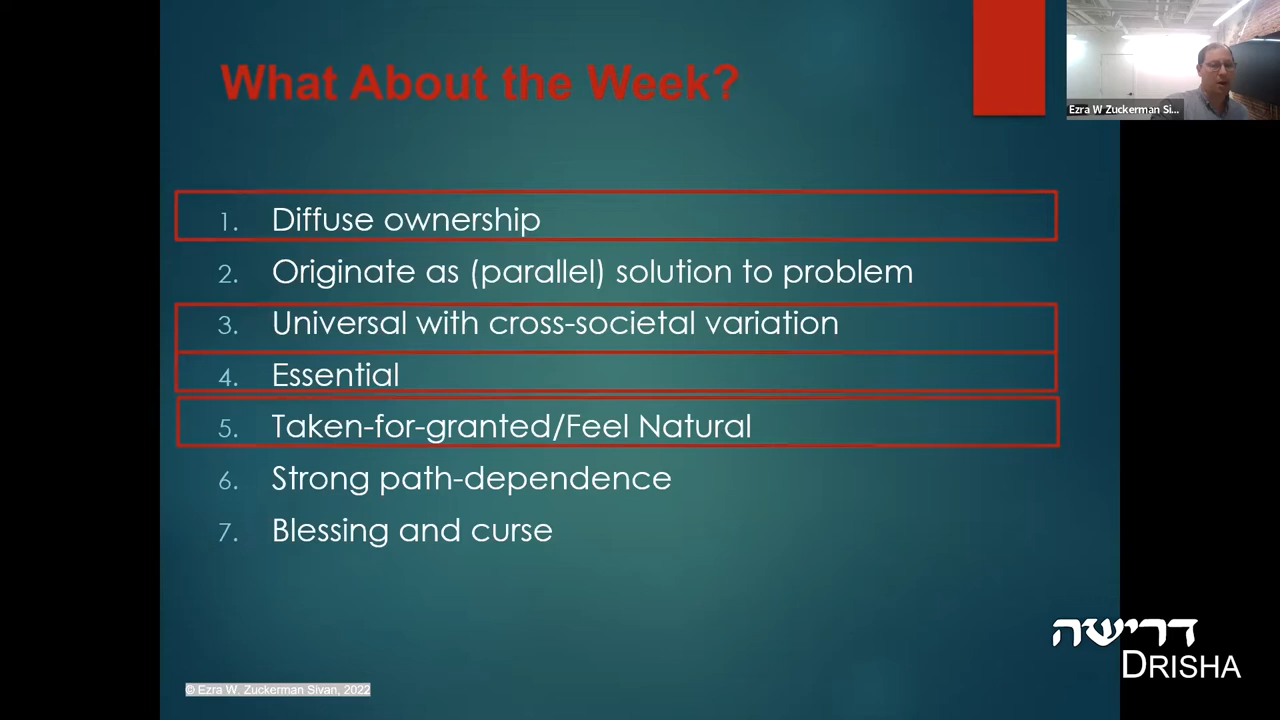 What About the Week?
Ezra W Zuckerman Si...
1. Diffuse ownership
2. Originate as (parallel) solution to problem
3. Universal with cross-societal variation
4. Essential
5. Taken-for-granted/Feel Natural
6. Strong path-dependence
7. Blessing and curse
דרישה
DRISHA
© Ezra W. Zuckerman Sivan, 2022